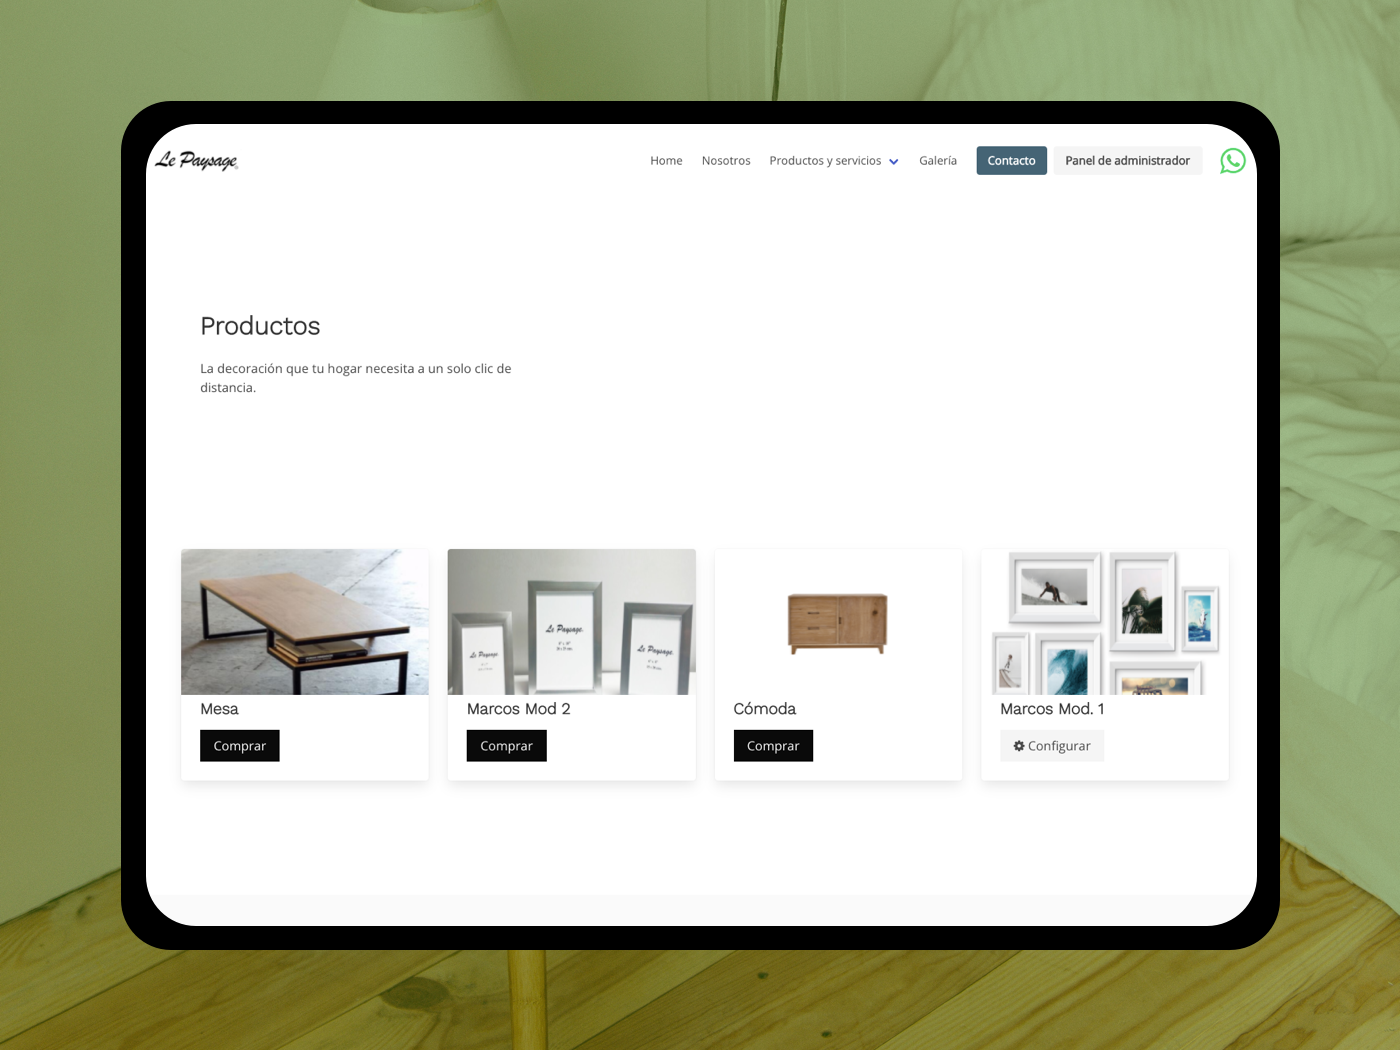 Le Paysage
Home Nosotros Productos y servicios Galería Contacto Panel de administrador
Productos
La decoración que tu hogar necesita a un solo clic de
distancia.
Le Paysage.
Le Paysage.
Le Paysage.
Mesa
Marcos Mod 2
Cómoda
Marcos Mod. 1
Comprar
Comprar
Comprar
Configurar